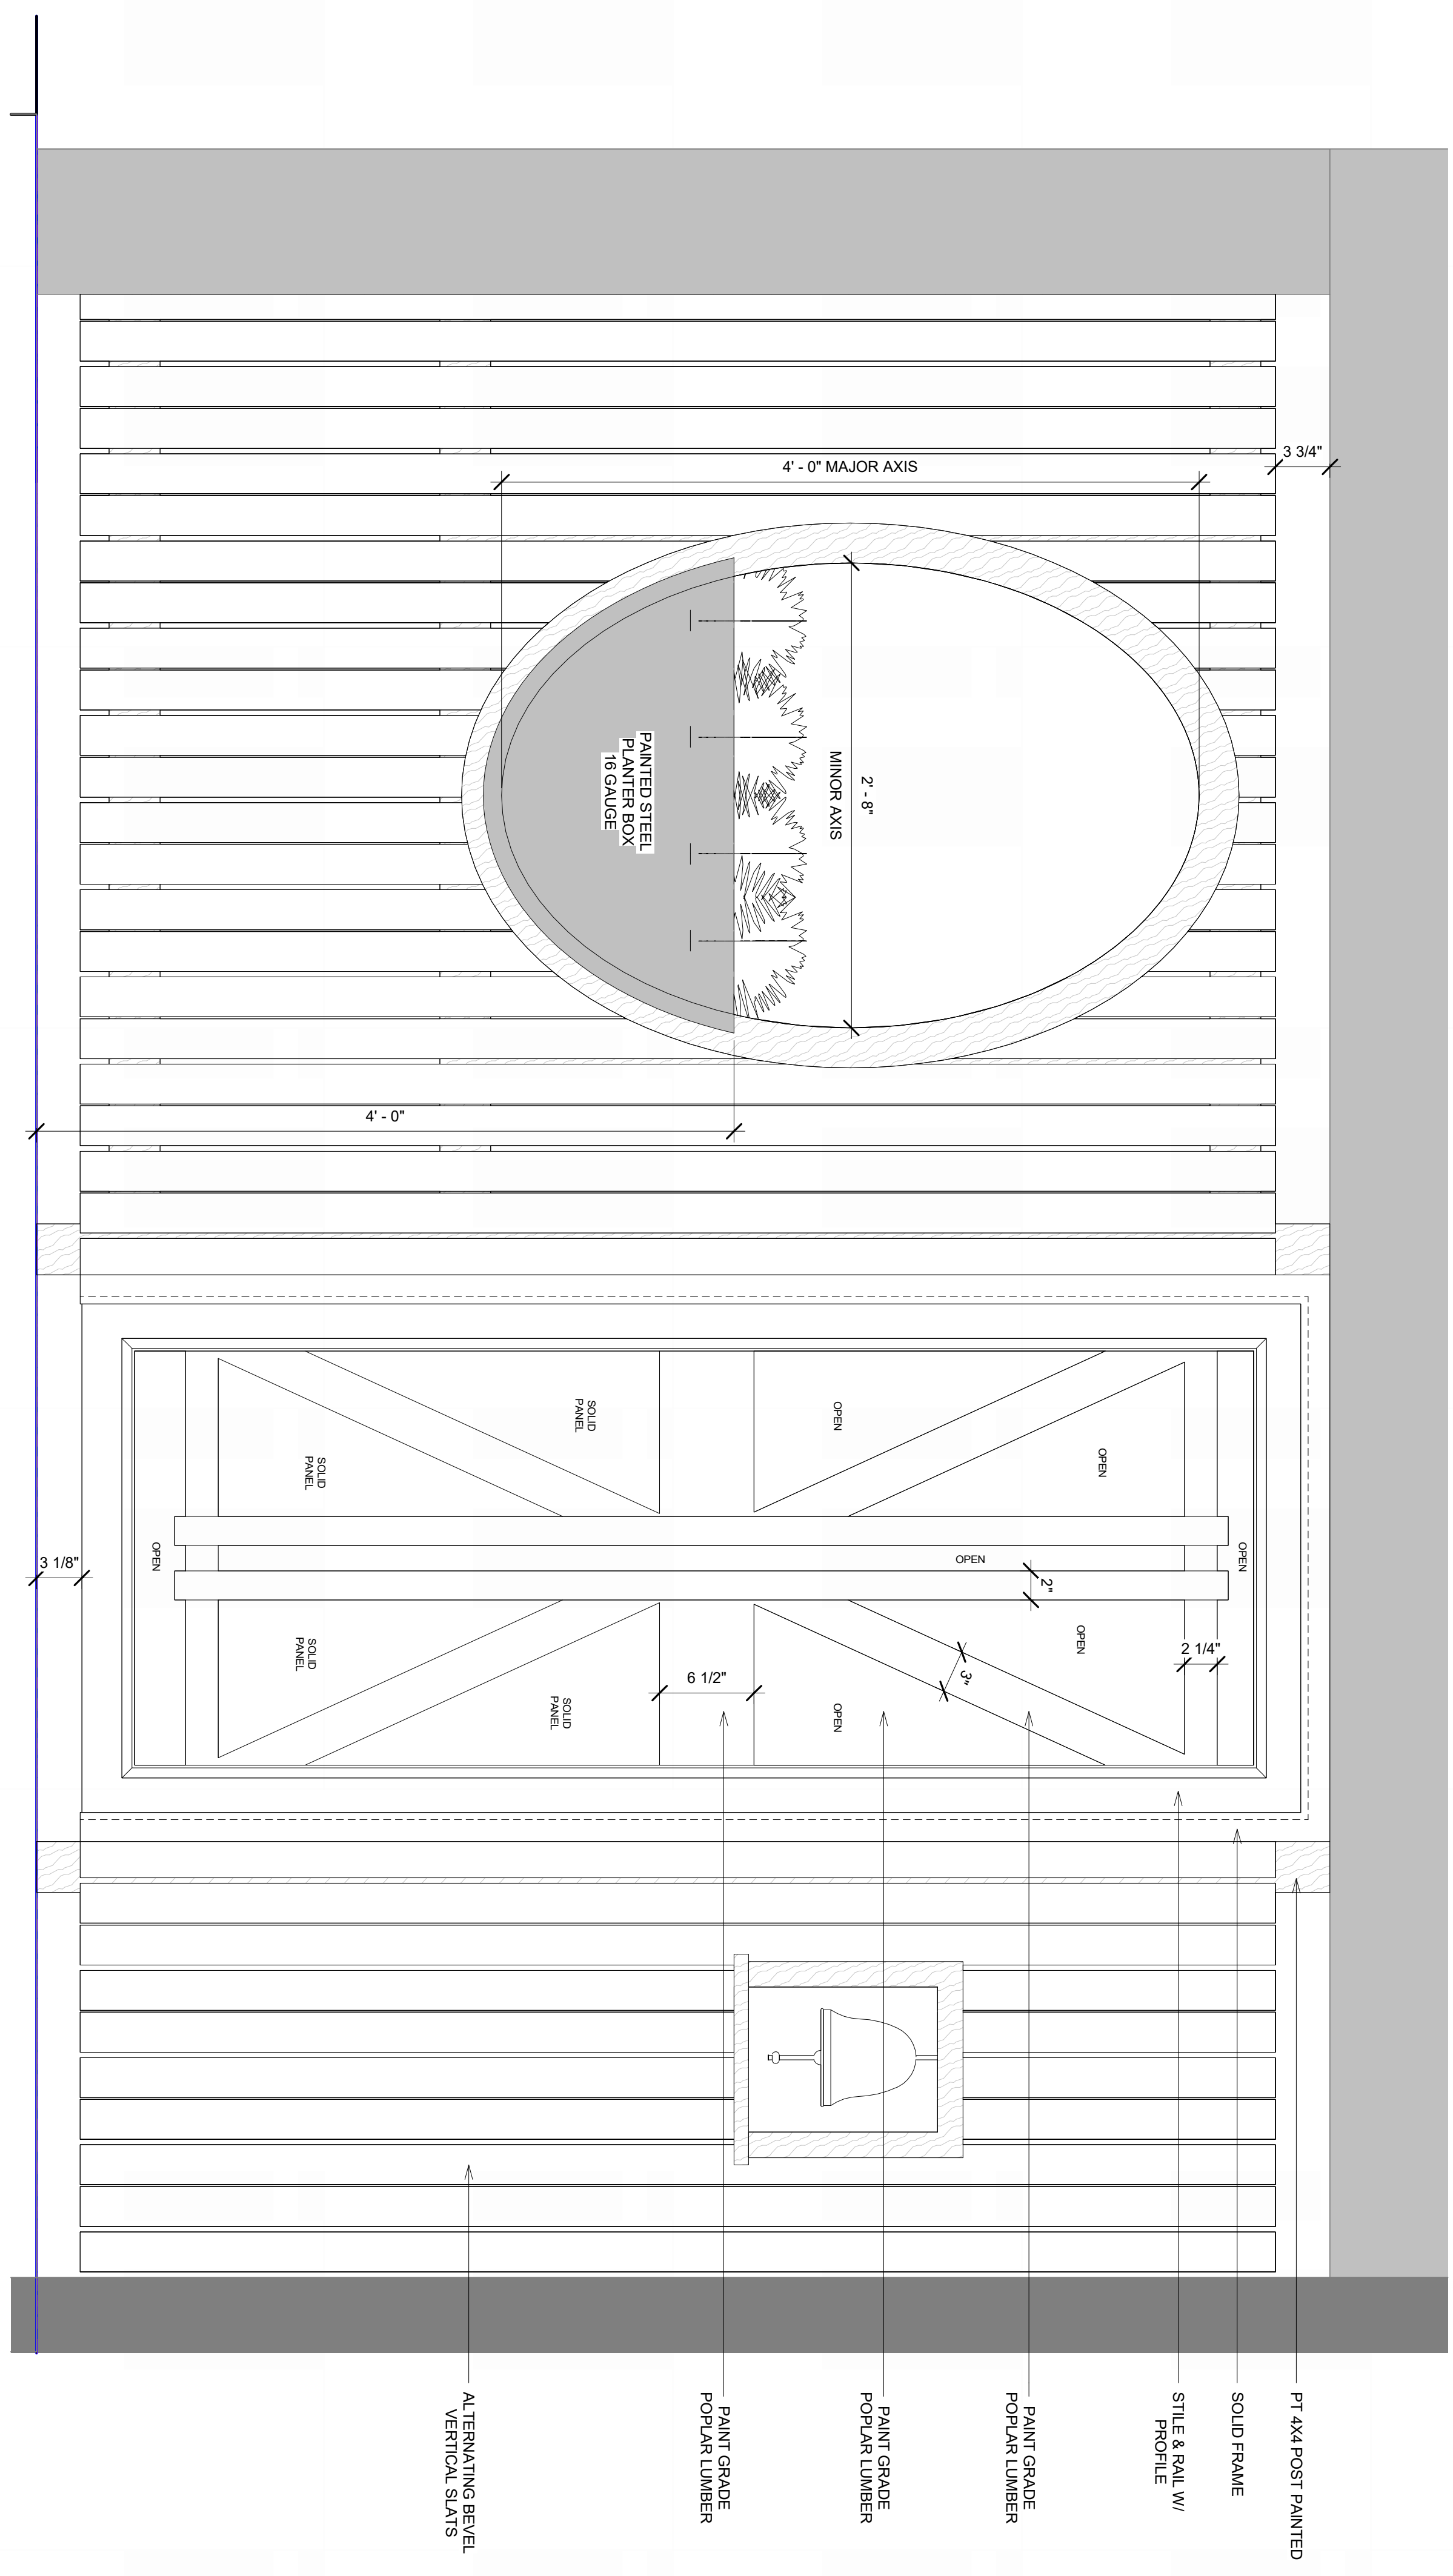 3 3/4"
4' - 0" MAJOR AXIS
2' - 8"
MINOR AXIS
PAINTED STEEL
PLANTER BOX
16 GAUGE
4' - 0"
SOLID
PANEL
SOLID
PANEL
OPEN
OPEN
OPEN
OPEN
OPEN
2"
3 1/8"
SOLID
PANEL
SOLID
PANEL
6 1/2"
OPEN
3"
OPEN
2 1/4"
PT 4X4 POST PAINTED
SOLID FRAME
STILE & RAIL W/
PROFILE
PAINT GRADE
POPLAR LUMBER
PAINT GRADE
POPLAR LUMBER
PAINT GRADE
POPLAR LUMBER
ALTERNATING BEVEL
VERTICAL SLATS